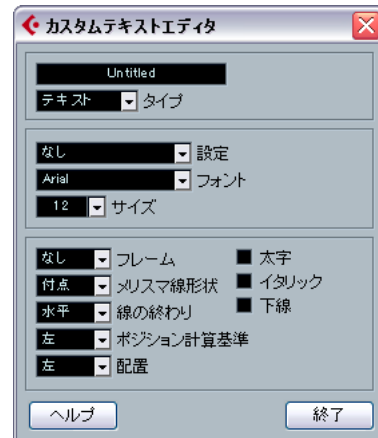 カスタムテキストエディタ
Untitled
テキスト タイプ
なし 設定
Arial フォント
12 サイズ
なし フレーム 太字
付点 メリスマ線形状 イタリック
水平 線の終わり 下線
左 ポジション計算基準
左 配置
ヘルプ 終了